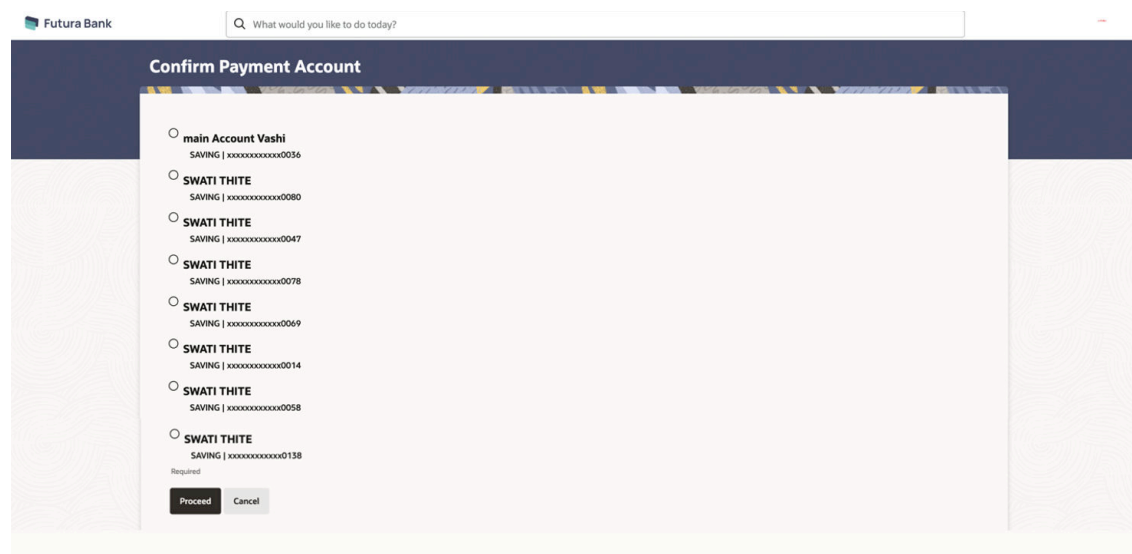 Futura Bank
What would you like to do today?
Confirm Payment Account
main Account Vashi
SAVING | xxxxxxxxxxxx0036
SWATI THITE
SAVING | xxxxxxxxxxxx0080
SWATI THITE
SAVING | xxxxxxxxxxxx0047
SWATI THITE
SAVING | xxxxxxxxxxxx0078
SWATI THITE
SAVING | xxxxxxxxxxxx0069
SWATI THITE
SAVING | xxxxxxxxxxxx0014
SWATI THITE
SAVING | xxxxxxxxxxxx0058
SWATI THITE
SAVING | xxxxxxxxxxxx0138
Required
Proceed Cancel